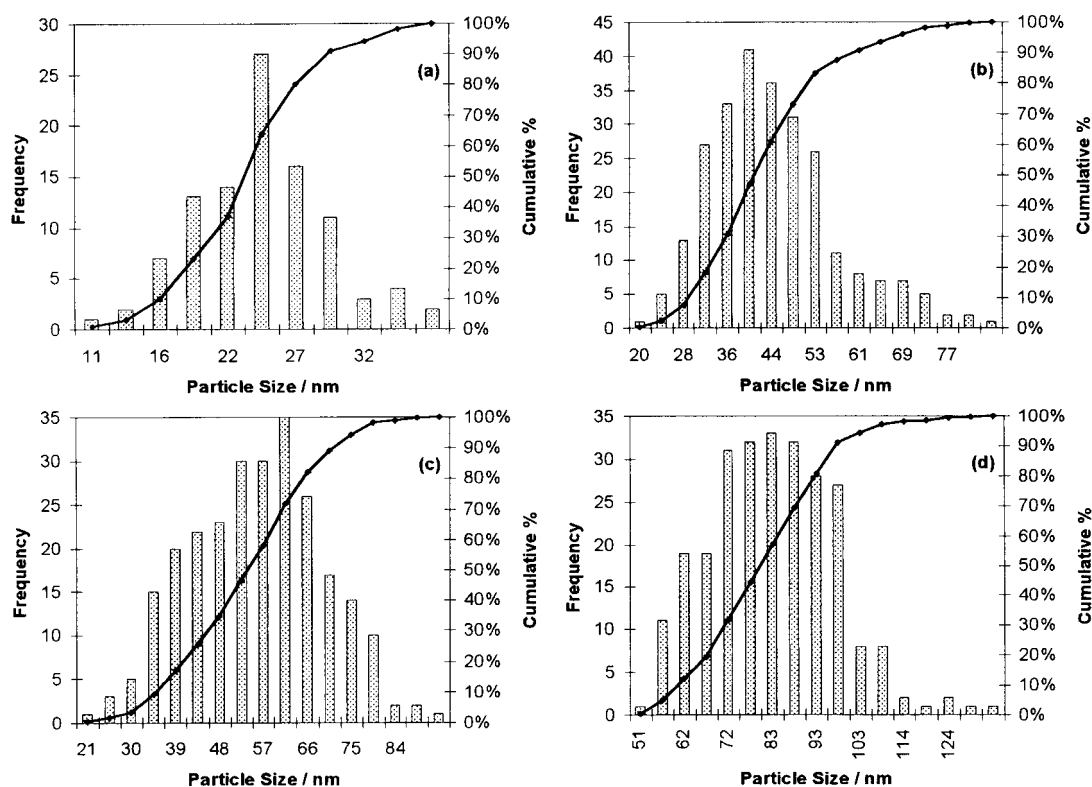 30 100%
25 90%
20 80%
15 70%
10 60%
5 50%
0 40%
30%
20%
10%
0%
Frequency
Cumulative %
(a)
11 16 22 27 32
Particle Size / nm
45 100%
40 90%
35 80%
30 70%
25 60%
20 50%
15 40%
10 30%
5 20%
0 10%
0%
Frequency
Cumulative %
(b)
20 28 36 44 53 61 69 77
Particle Size / nm
35 100%
30 90%
25 80%
20 70%
15 60%
10 50%
5 40%
0 30%
20%
10%
0%
Frequency
Cumulative %
(c)
21 30 39 48 57 66 75 84
Particle Size / nm
35 100%
30 90%
25 80%
20 70%
15 60%
10 50%
5 40%
0 30%
20%
10%
0%
Frequency
Cumulative %
(d)
51 62 72 83 93 103 114 124
Particle Size / nm